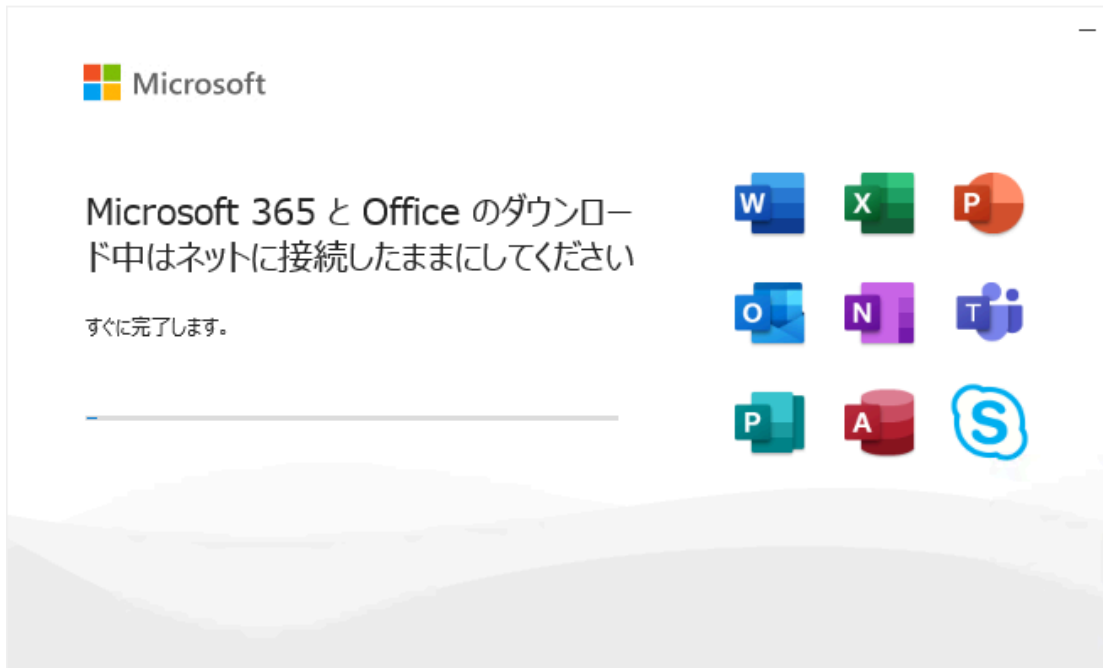 Microsoft
Microsoft 365 と Office のダウンロー
ド中はネットに接続したままにしてください
すぐに完了します。
W
X
P
O
N
T
P
A
S